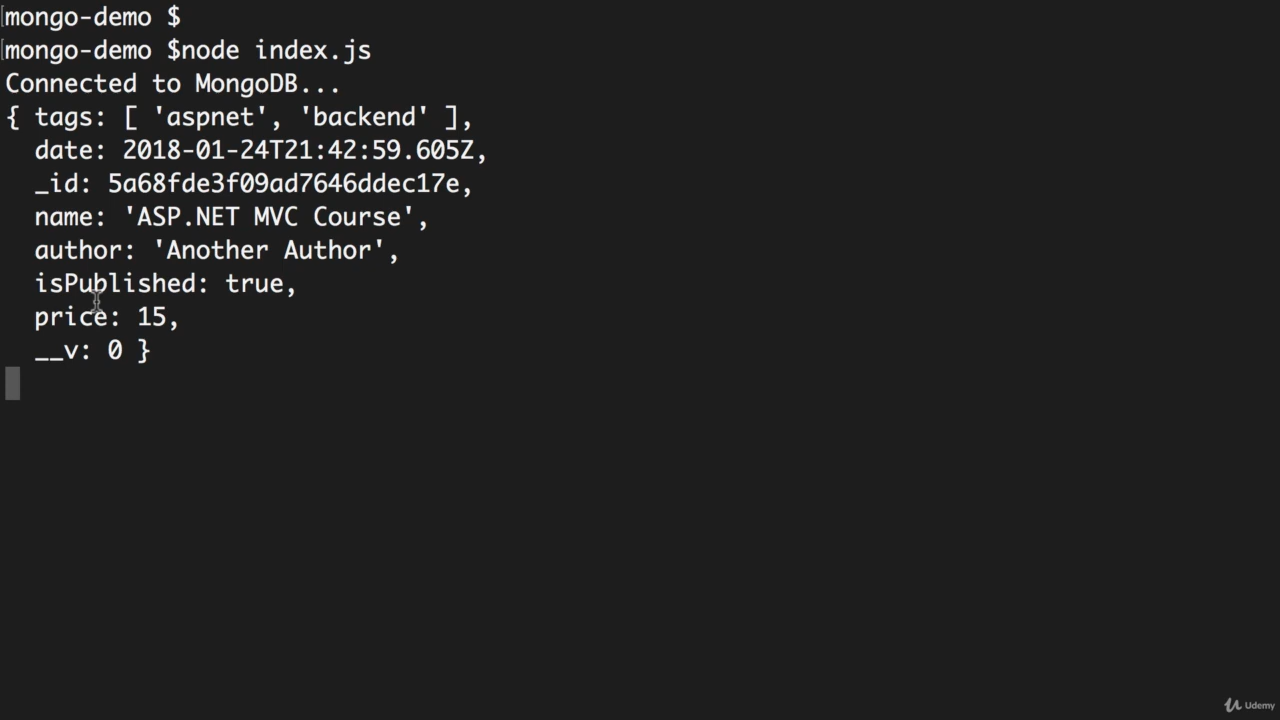 mongo-demo $
mongo-demo $node index.js
Connected to MongoDB...
{ tags: [ 'aspnet', 'backend' ],
  date: 2018-01-24T21:42:59.605Z,
  _id: 5a68fde3f09ad7646ddec17e,
  name: 'ASP.NET MVC Course',
  author: 'Another Author',
  isPublished: true,
  price: 15,
  __v: 0 }
Udemy